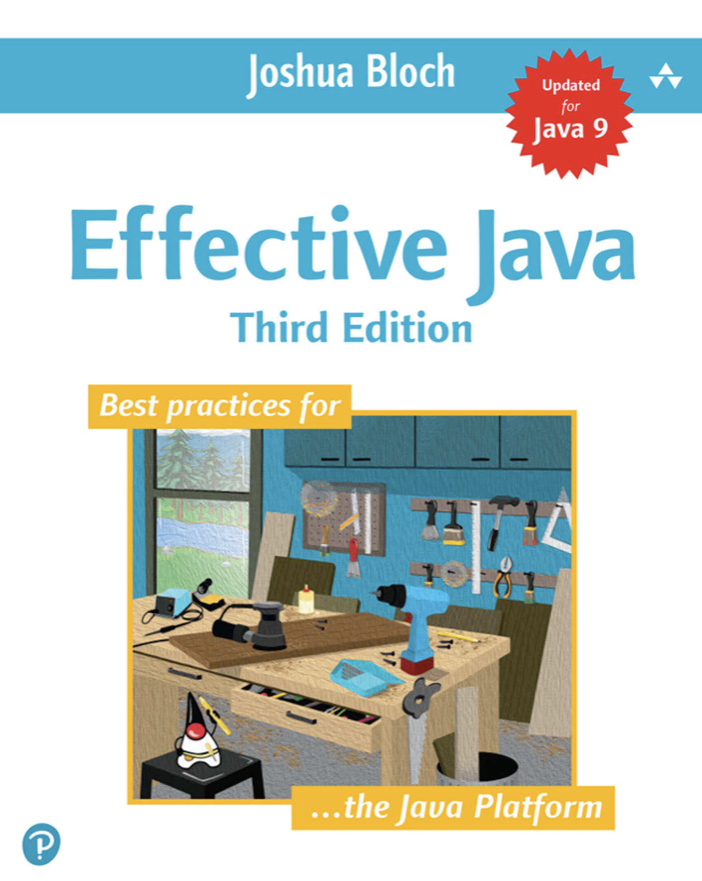 Joshua Bloch
Updated
for
Java 9
Effective Java
Third Edition
Best practices for
...the Java Platform
P